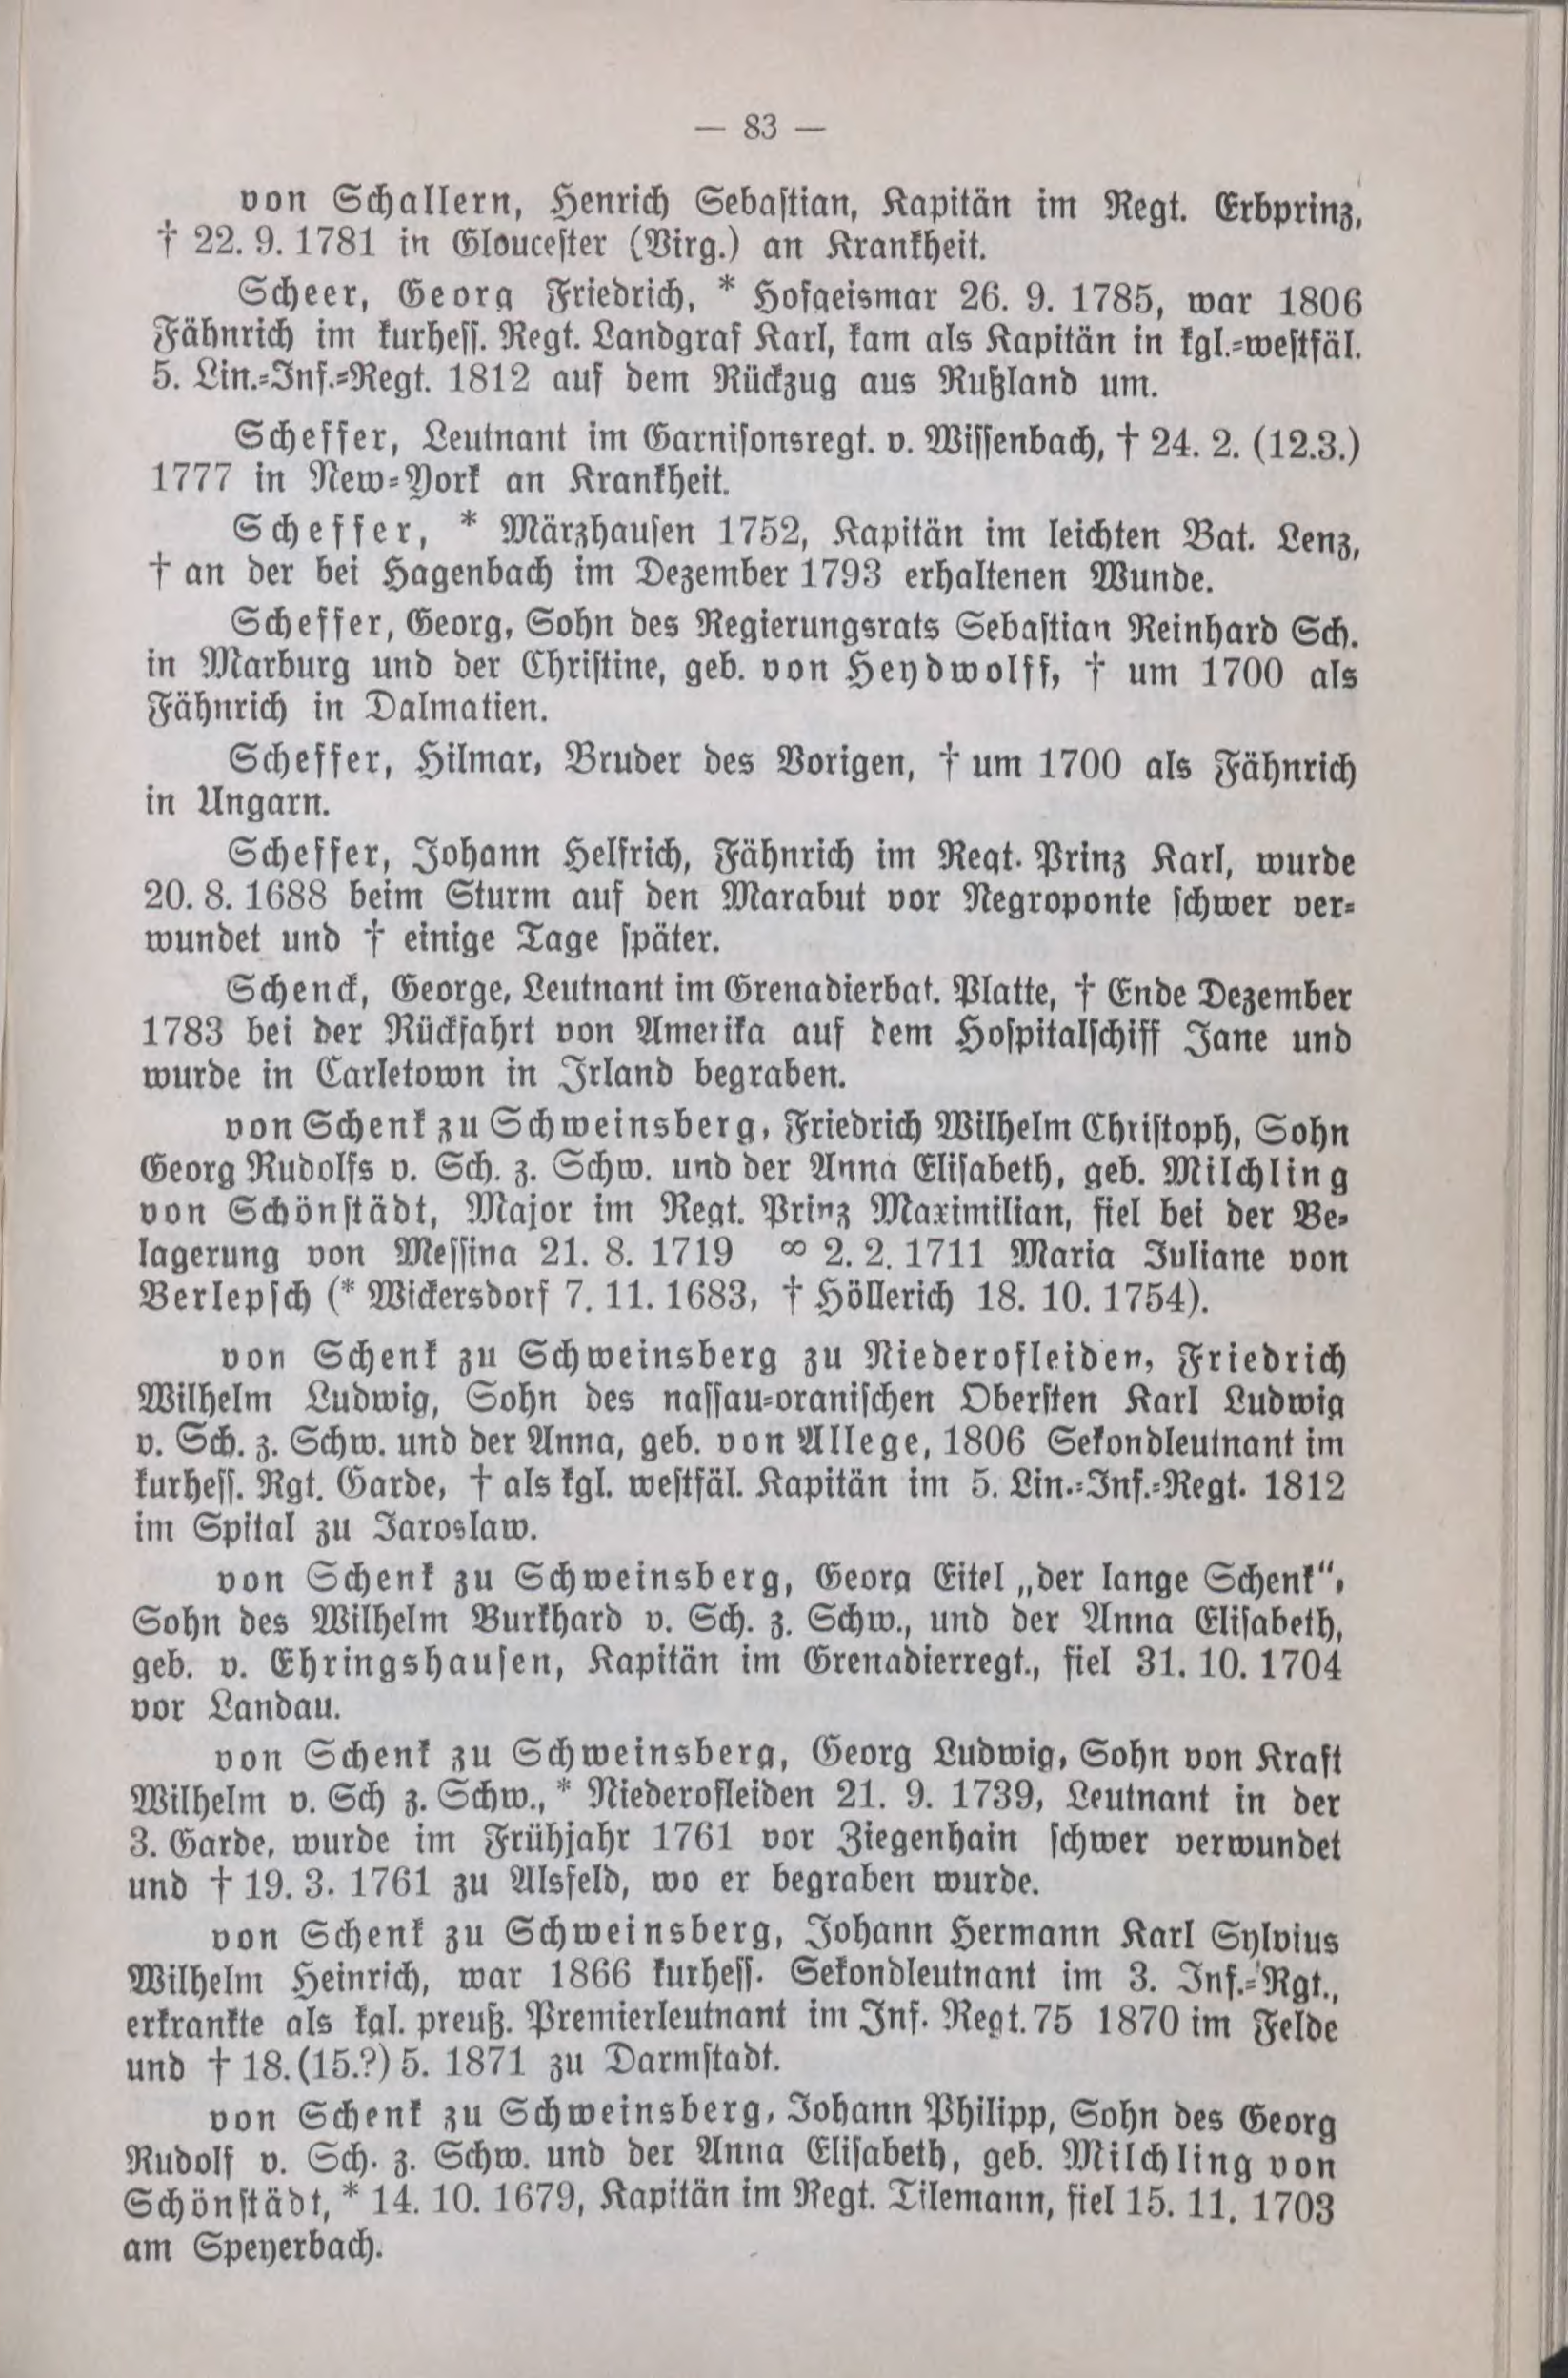 — 83 —
von Schallern, Henrich Sebastian, Kapitän im Regt. Erbprinz,
† 22. 9. 1781 in Gloucester (Virg.) an Krankheit.
Scheer, Georg Friedrich, * Hofgeismar 26. 9. 1785, war 1806
Fähnrich im kurhess. Regt. Landgraf Karl, kam als Kapitän in kgl.-westfäl.
5. Lin.-Inf.-Regt. 1812 auf dem Rückzug aus Rußland um.
Scheffer, Leutnant im Garnisonsregt. v. Wissenbach, † 24. 2. (12.3.)
1777 in New-York an Krankheit.
Scheffer, * Märzhausen 1752, Kapitän im leichten Bat. Lenz,
† an der bei Hagenbach im Dezember 1793 erhaltenen Wunde.
Scheffer, Georg, Sohn des Regierungsrats Sebastian Reinhard Sch.
in Marburg und der Christine, geb. von Heydwolff, † um 1700 als
Fähnrich in Dalmatien.
Scheffer, Hilmar, Bruder des Vorigen, † um 1700 als Fähnrich
in Ungarn.
Scheffer, Johann Helfrich, Fähnrich im Regt. Prinz Karl, wurde
20. 8. 1688 beim Sturm auf den Marabut vor Negroponte schwer ver-
wundet und † einige Tage später.
Schenck, George, Leutnant im Grenadierbat. Platte, † Ende Dezember
1783 bei der Rückfahrt von Amerika auf dem Hospitalschiff Jane und
wurde in Carletown in Irland begraben.
von Schenk zu Schweinsberg, Friedrich Wilhelm Christoph, Sohn
Georg Rudolfs v. Sch. z. Schw. und der Anna Elisabeth, geb. Milchling
von Schönstädt, Major im Regt. Prinz Maximilian, fiel bei der Be-
lagerung von Messina 21. 8. 1719 ∞ 2. 2. 1711 Maria Juliane von
Berlepsch (* Wickersdorf 7. 11. 1683, † Höllerich 18. 10. 1754).
von Schenk zu Schweinsberg zu Niederofleiden, Friedrich
Wilhelm Ludwig, Sohn des nassau-oranischen Obersten Karl Ludwig
v. Sch. z. Schw. und der Anna, geb. von Allege, 1806 Sekondleutnant im
kurhess. Rgt. Garde, † als kgl. westfäl. Kapitän im 5. Lin.-Inf.-Regt. 1812
im Spital zu Jaroslaw.
von Schenk zu Schweinsberg, Georg Eitel „der lange Schenk“,
Sohn des Wilhelm Burkhard v. Sch. z. Schw., und der Anna Elisabeth,
geb. v. Ehringshausen, Kapitän im Grenadierregt., fiel 31. 10. 1704
vor Landau.
von Schenk zu Schweinsberg, Georg Ludwig, Sohn von Kraft
Wilhelm v. Sch z. Schw., * Niederofleiden 21. 9. 1739, Leutnant in der
3. Garde, wurde im Frühjahr 1761 vor Ziegenhain schwer verwundet
und † 19. 3. 1761 zu Alsfeld, wo er begraben wurde.
von Schenk zu Schweinsberg, Johann Hermann Karl Sylvius
Wilhelm Heinrich, war 1866 kurhess. Sekondleutnant im 3. Inf.-Rgt.,
erkrankte als kgl. preuß. Premierleutnant im Inf. Regt. 75 1870 im Felde
und † 18. (15.?) 5. 1871 zu Darmstadt.
von Schenk zu Schweinsberg, Johann Philipp, Sohn des Georg
Rudolf v. Sch. z. Schw. und der Anna Elisabeth, geb. Milchling von
Schönstädt, * 14. 10. 1679, Kapitän im Regt. Tilemann, fiel 15. 11. 1703
am Speyerbach.